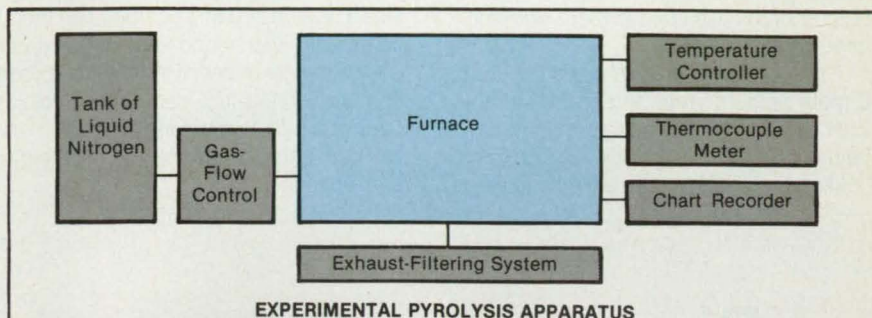 Tank of
Liquid
Nitrogen
Gas-
Flow
Control
Furnace
Temperature
Controller
Thermocouple
Meter
Chart Recorder
Exhaust-Filtering System
EXPERIMENTAL PYROLYSIS APPARATUS